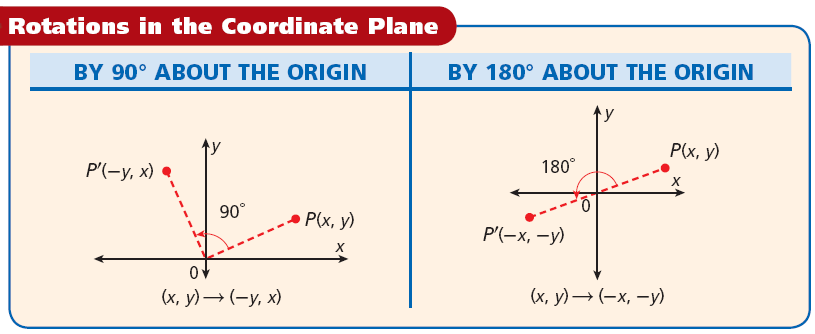 Rotations in the Coordinate Plane
BY 90° ABOUT THE ORIGIN
y
P′(−y, x)
90°
P(x, y)
x
0
(x, y) → (−y, x)
BY 180° ABOUT THE ORIGIN
y
P(x, y)
180°
x
0
P′(−x, −y)
(x, y) → (−x, −y)